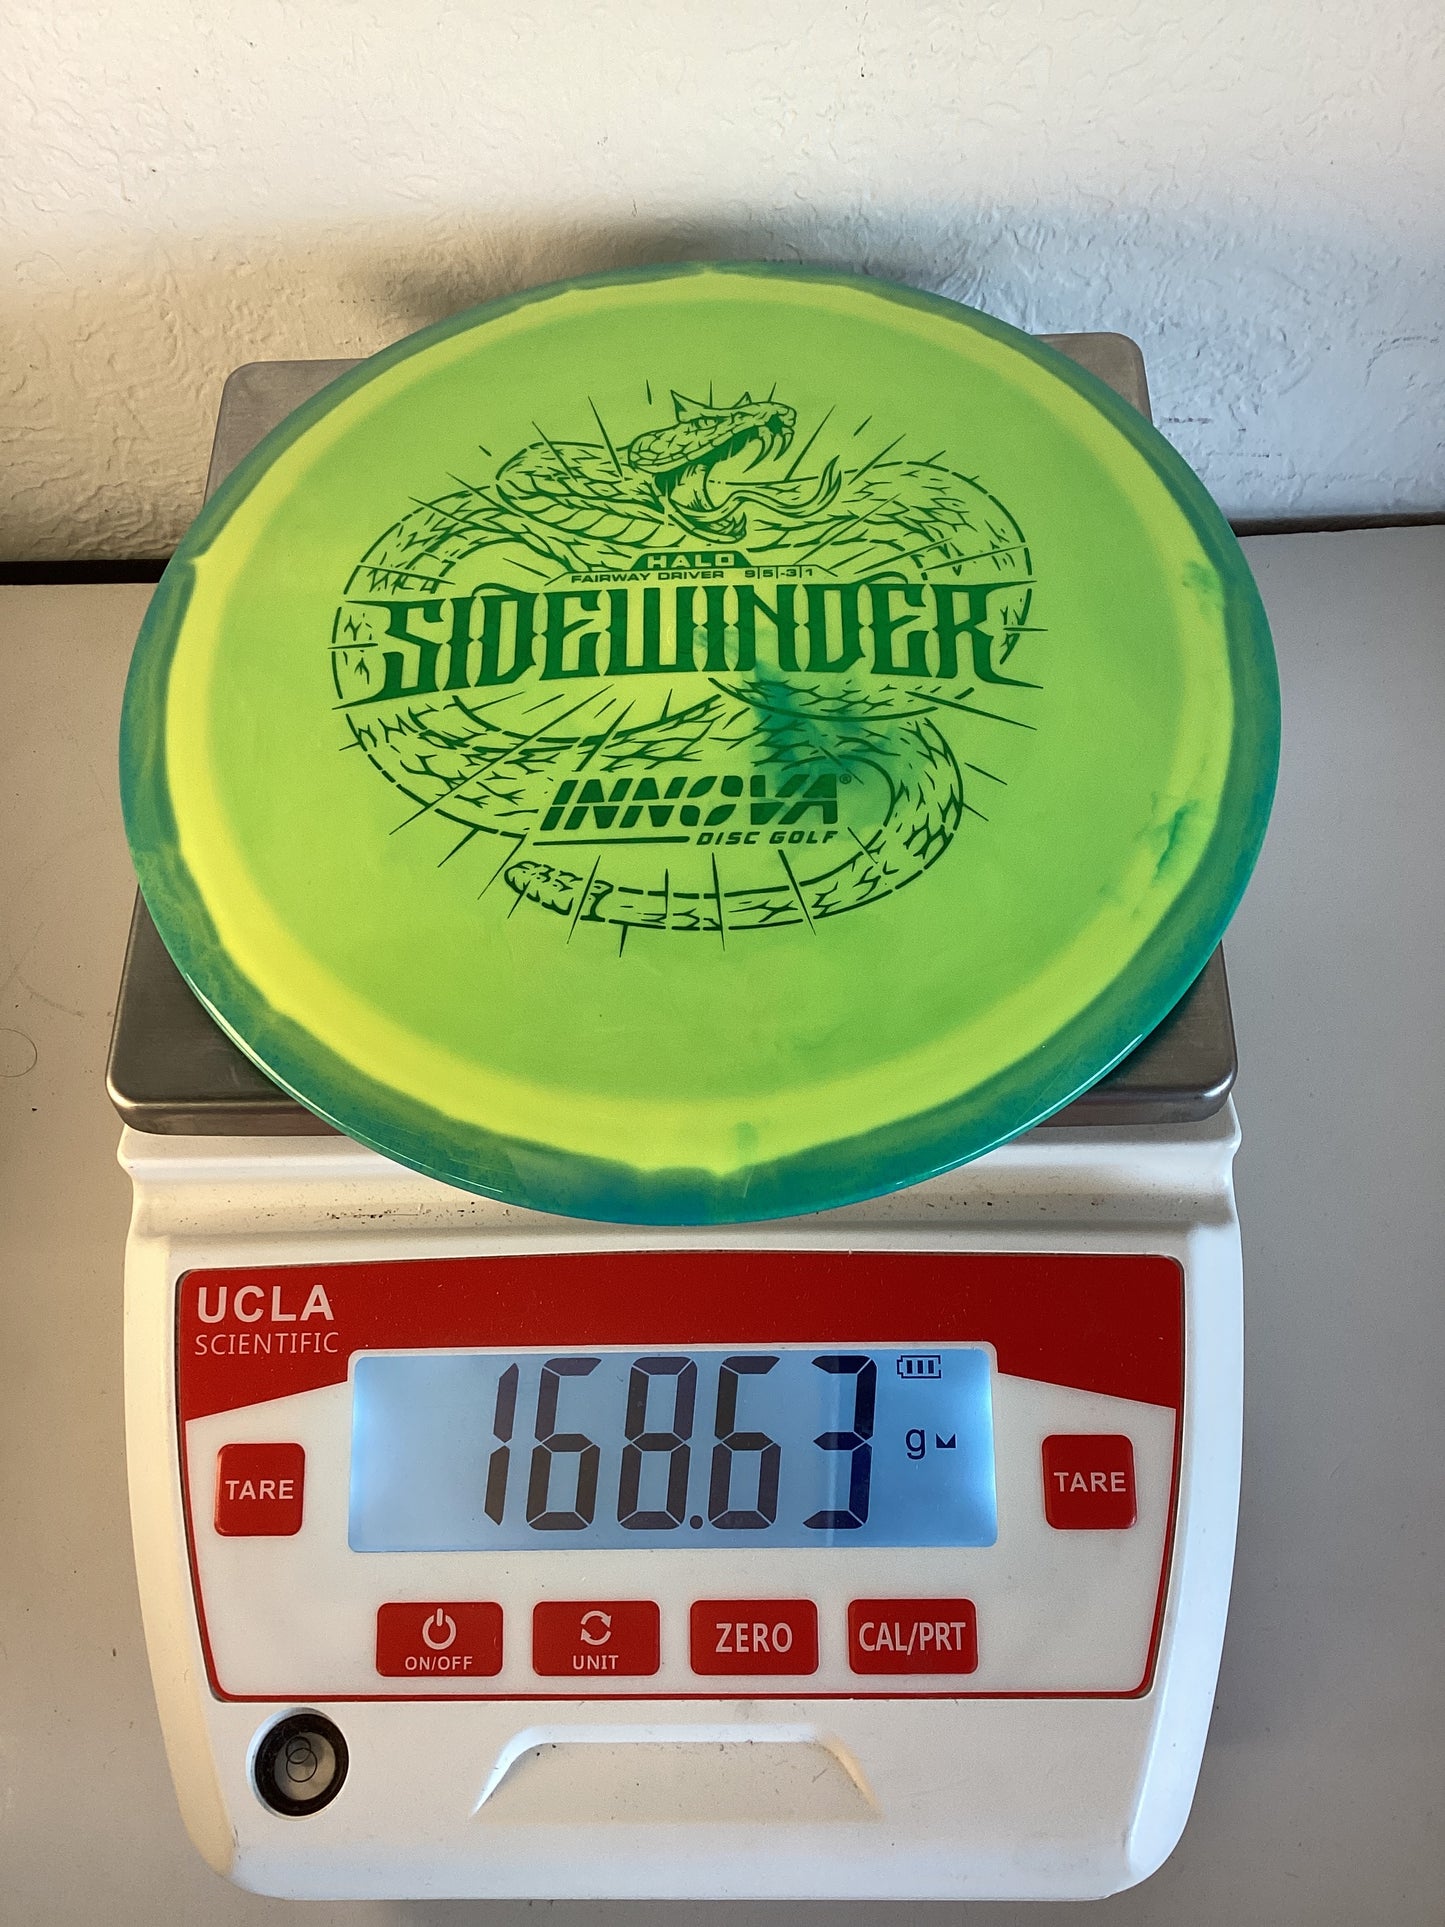 HALO
FAIRWAY DRIVER 9|5|-3|1
SIDEWINDER
INNOVA®
DISC GOLF
UCLA
SCIENTIFIC
168.63 g
TARE
TARE
ON/OFF
UNIT
ZERO
CAL/PRT